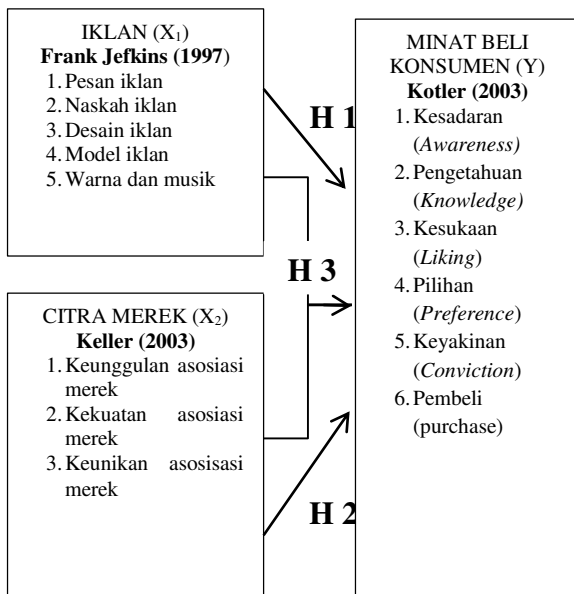 IKLAN (X₁)
Frank Jefkins (1997)
1. Pesan iklan
2. Naskah iklan
3. Desain iklan
4. Model iklan
5. Warna dan musik
H 1
H 3
CITRA MEREK (X₂)
Keller (2003)
1. Keunggulan asosiasi
merek
2. Kekuatan asosiasi
merek
3. Keunikan asosisasi
merek
H 2
MINAT BELI
KONSUMEN (Y)
Kotler (2003)
1. Kesadaran
(Awareness)
2. Pengetahuan
(Knowledge)
3. Kesukaan
(Liking)
4. Pilihan
(Preference)
5. Keyakinan
(Conviction)
6. Pembeli
(purchase)